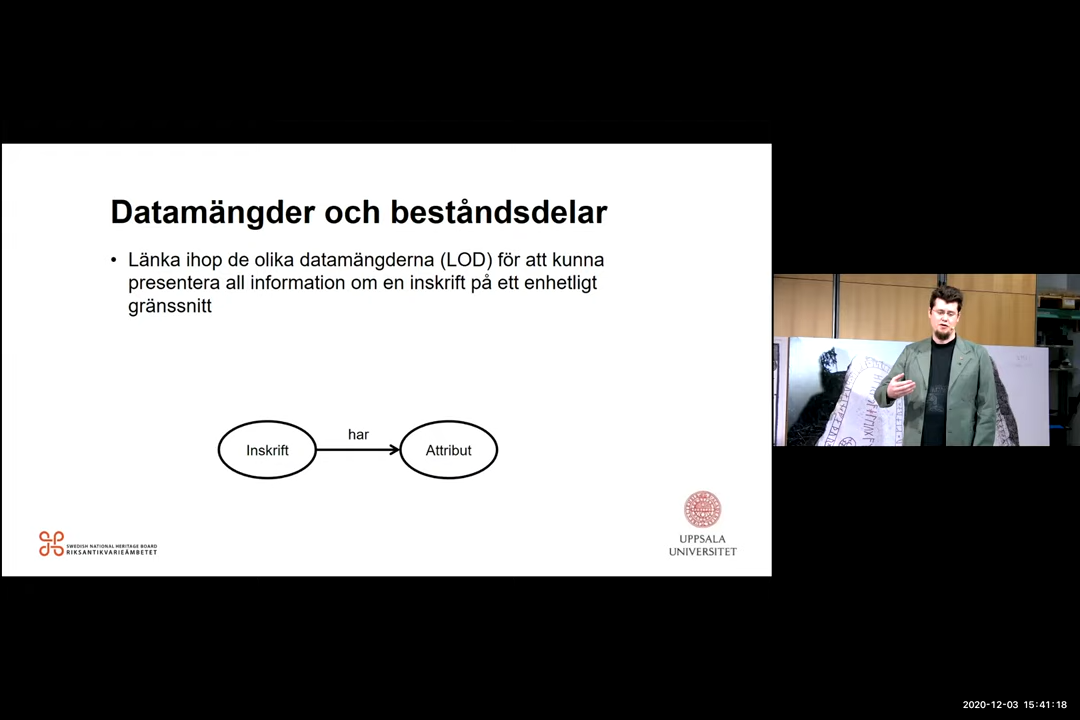 Datamängder och beståndsdelar
• Länka ihop de olika datamängderna (LOD) för att kunna
presentera all information om en inskrift på ett enhetligt
gränssnitt
har
Inskrift
Attribut
SWEDISH NATIONAL HERITAGE BOARD
RIKSANTIKVARIEÄMBETET
UPPSALA
UNIVERSITET
2020-12-03 15:41:18